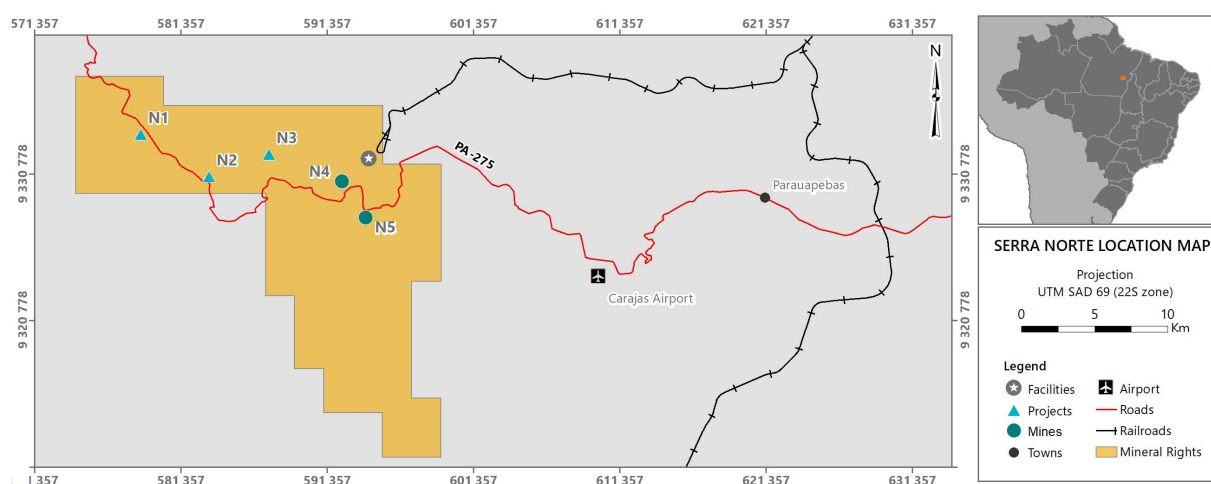 571 357 581 357 591 357 601 357 611 357 621 357 631 357
N
N1
N3
PA-275
N2
N4
9 330 778
9 330 778
Parauapebas
N5
Carajas Airport
9 320 778
9 320 778
571 357 581 357 591 357 601 357 611 357 621 357 631 357
SERRA NORTE LOCATION MAP
Projection
UTM SAD 69 (22S zone)
0 5 10
Km
Legend
Facilities
Projects
Mines
Towns
Airport
Roads
Railroads
Mineral Rights